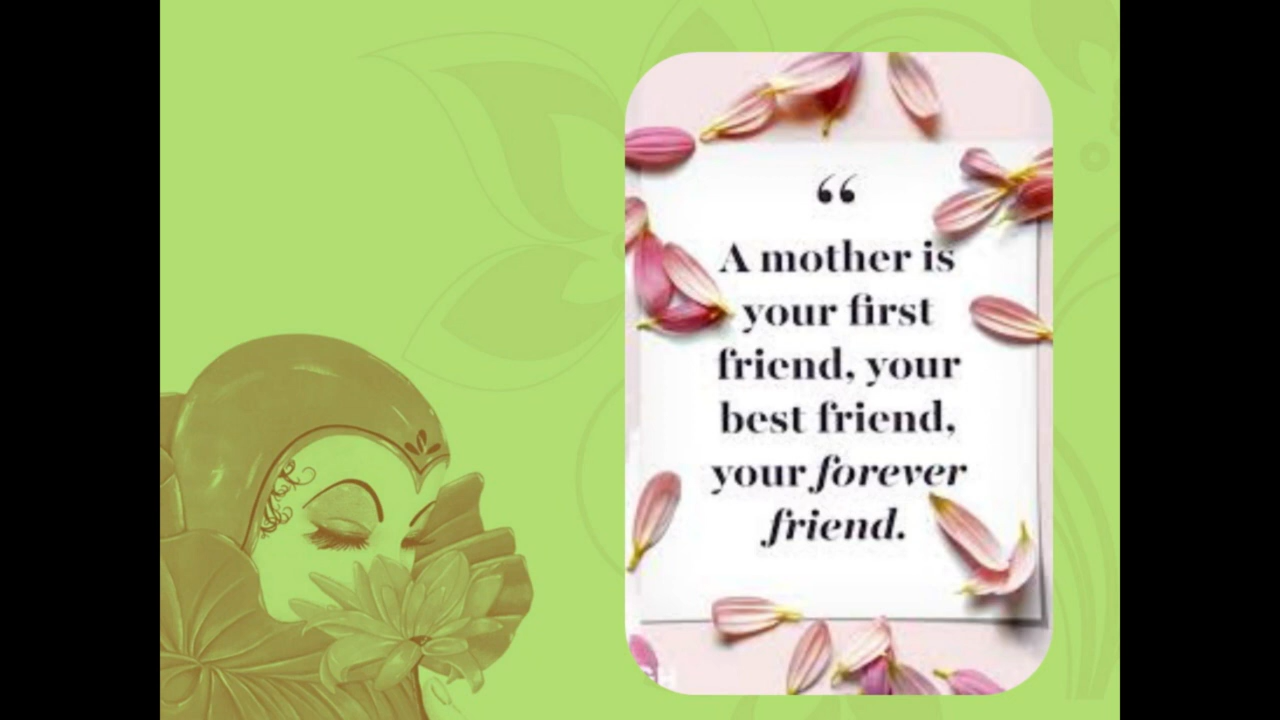 “
A mother is
your first
friend, your
best friend,
your forever
friend.